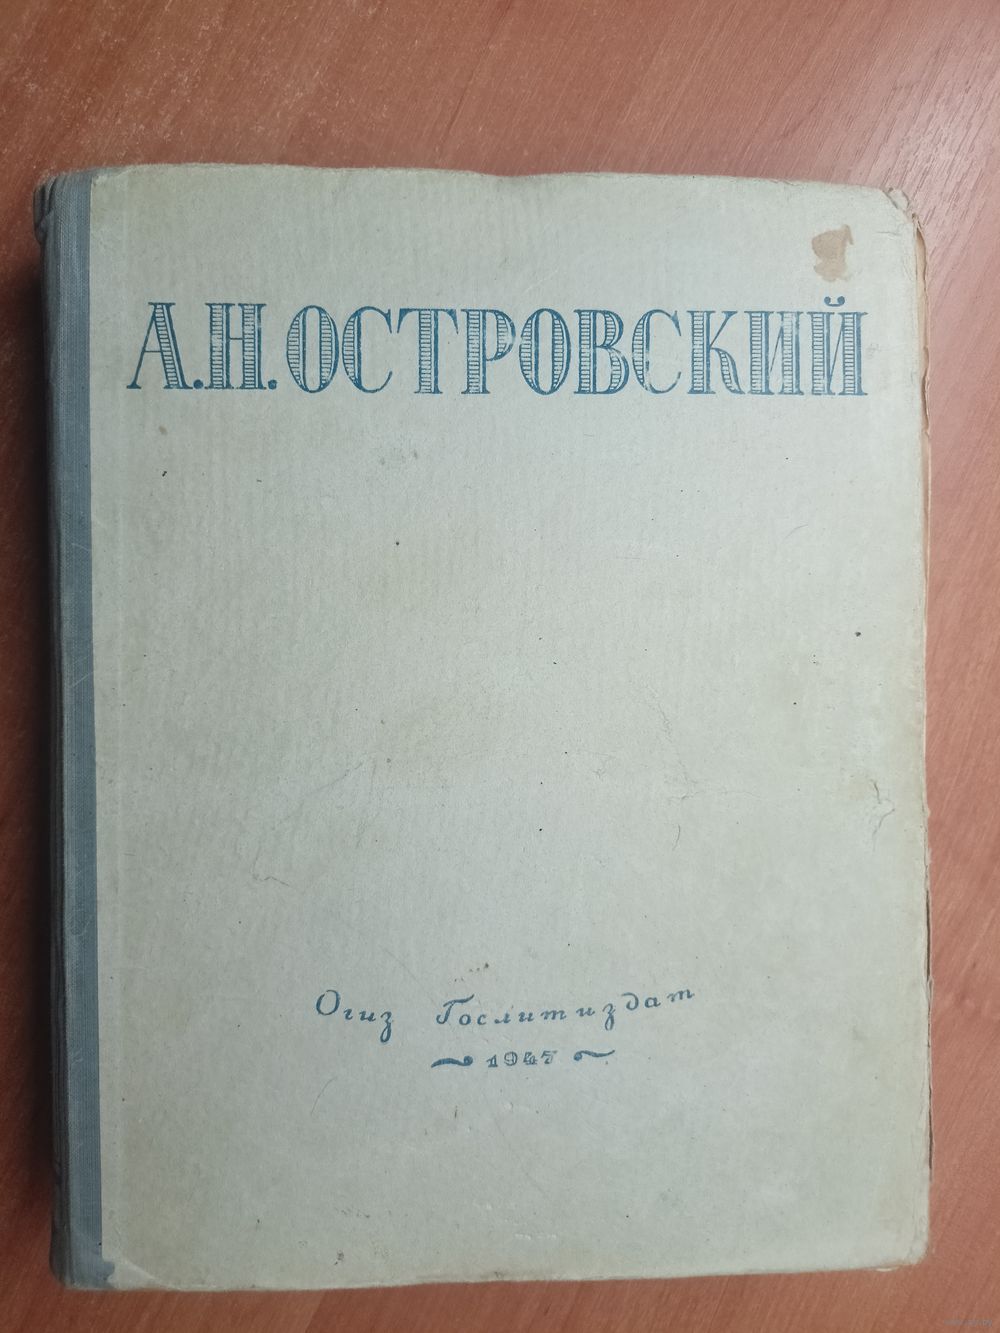 А.Н.ОСТРОВСКИЙ
Огиз Гослитиздат
1947